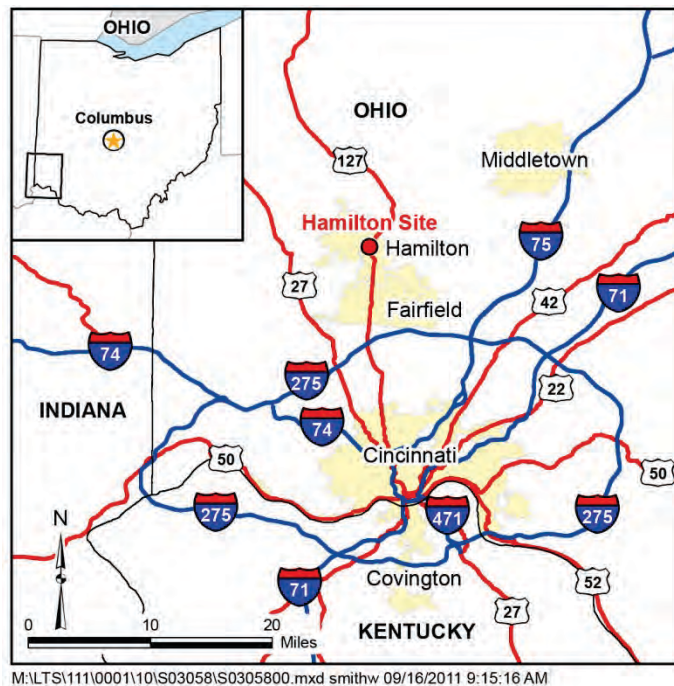 OHIO
Columbus
OHIO
127
Middletown
Hamilton Site
Hamilton
75
27
Fairfield
42
71
74
275
22
INDIANA
74
Cincinnati
50
50
275
471
275
N
71
Covington
52
27
0 10 20
Miles
KENTUCKY
M:\LTS\111\0001\10\S03058\S0305800.mxd smithw 09/16/2011 9:15:16 AM